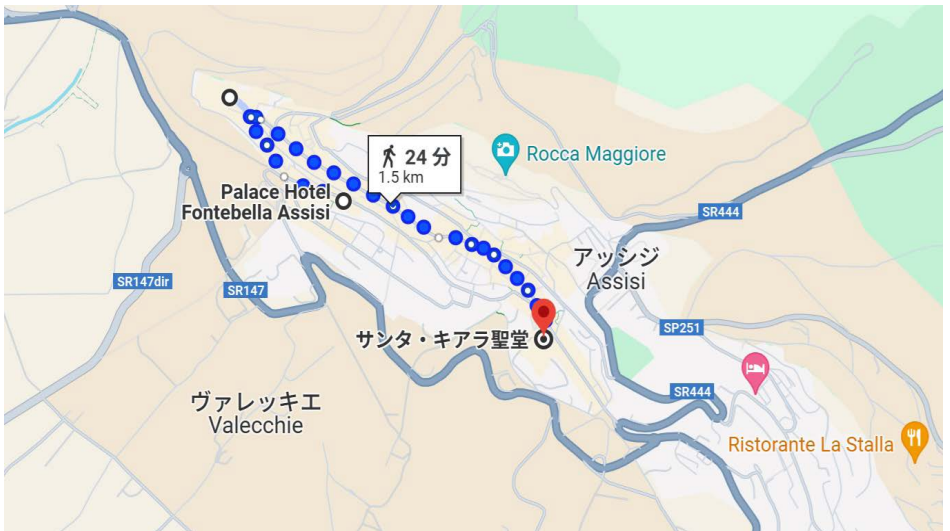 24 分
1.5 km
Rocca Maggiore
Palace Hotel
Fontebella Assisi
SR444
アッシジ
Assisi
SR147dir
SR147
SP251
サンタ・キアラ聖堂
ヴァレッキエ
Valecchie
SR444
Ristorante La Stalla